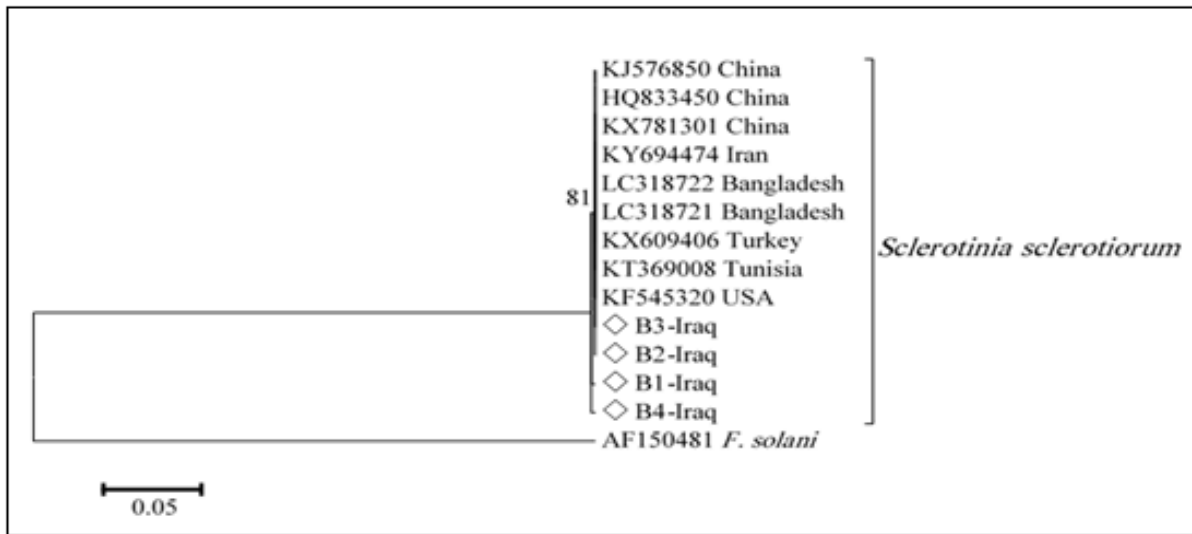 KJ576850 China
HQ833450 China
KX781301 China
KY694474 Iran
LC318722 Bangladesh
81
LC318721 Bangladesh
KX609406 Turkey
Sclerotinia sclerotiorum
KT369008 Tunisia
KF545320 USA
B3-Iraq
B2-Iraq
B1-Iraq
B4-Iraq
AF150481 F. solani
0.05